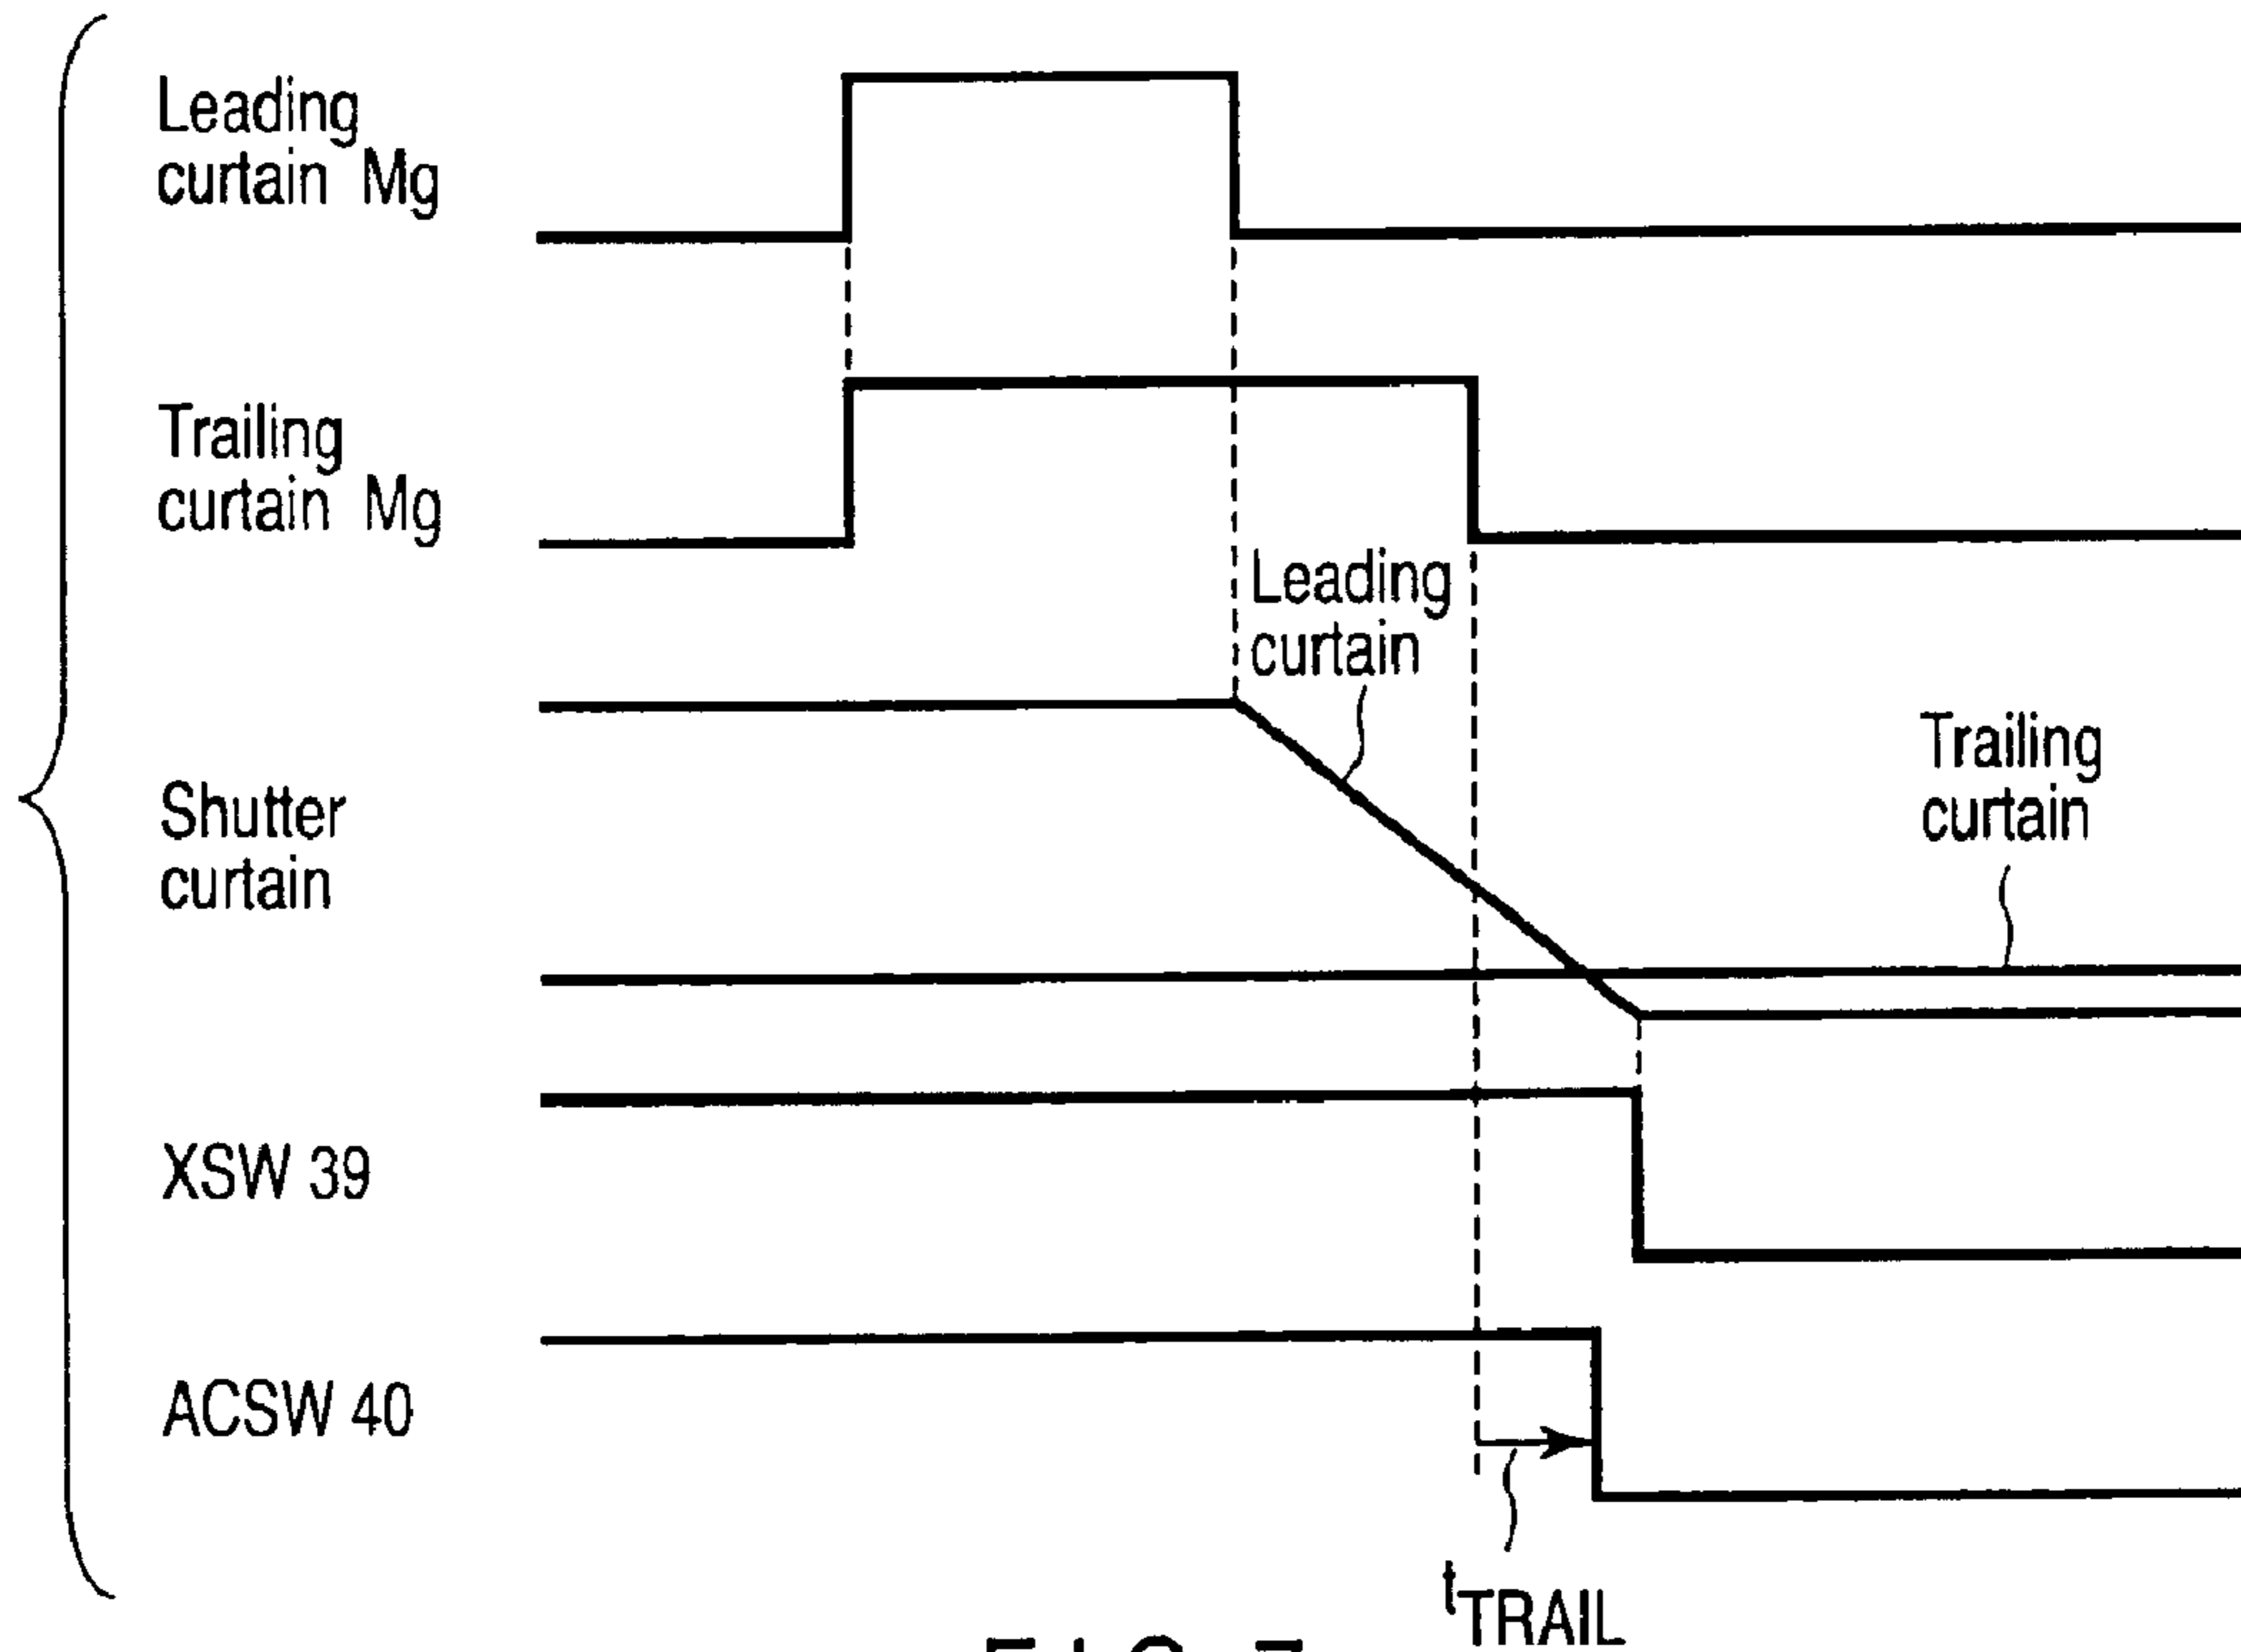 Leading
curtain Mg
Trailing
curtain Mg
Leading
curtain
Trailing
curtain
Shutter
curtain
XSW 39
ACSW 40
tTRAIL